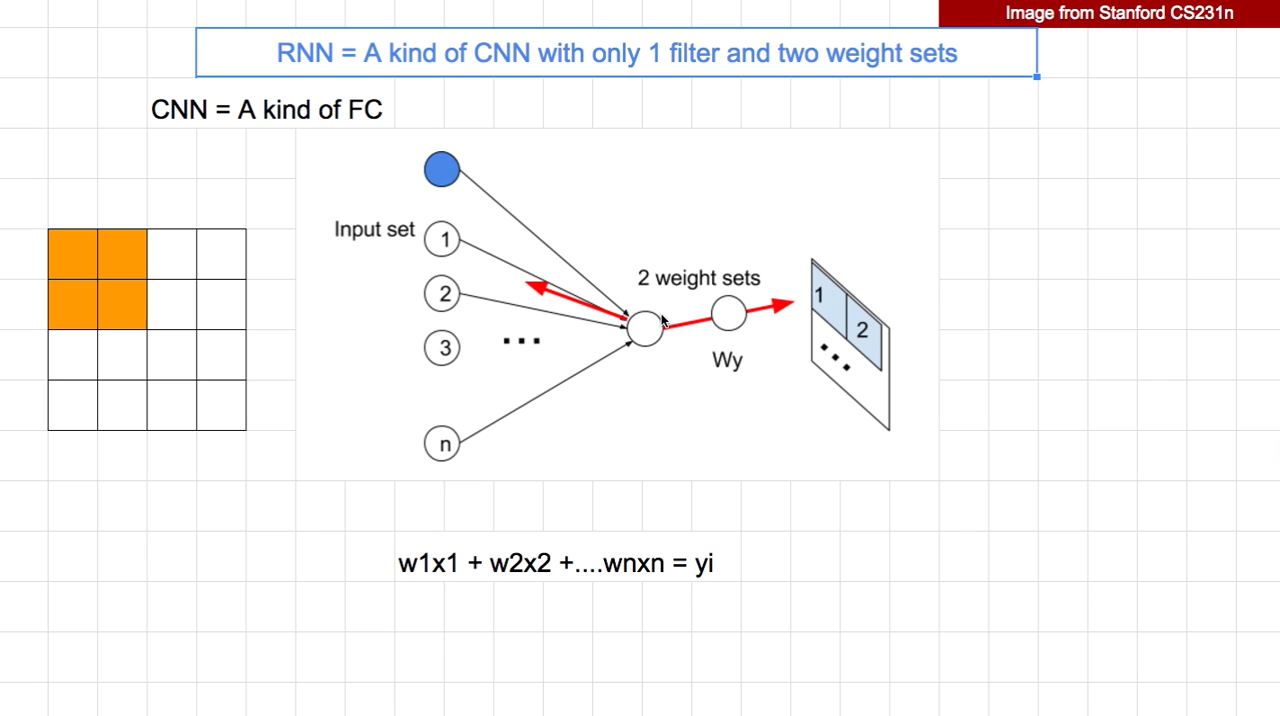 Image from Stanford CS231n
RNN = A kind of CNN with only 1 filter and two weight sets
CNN = A kind of FC
Input set
1
2
3
...
n
2 weight sets
Wy
1
2
...
w1x1 + w2x2 +....wnxn = yi